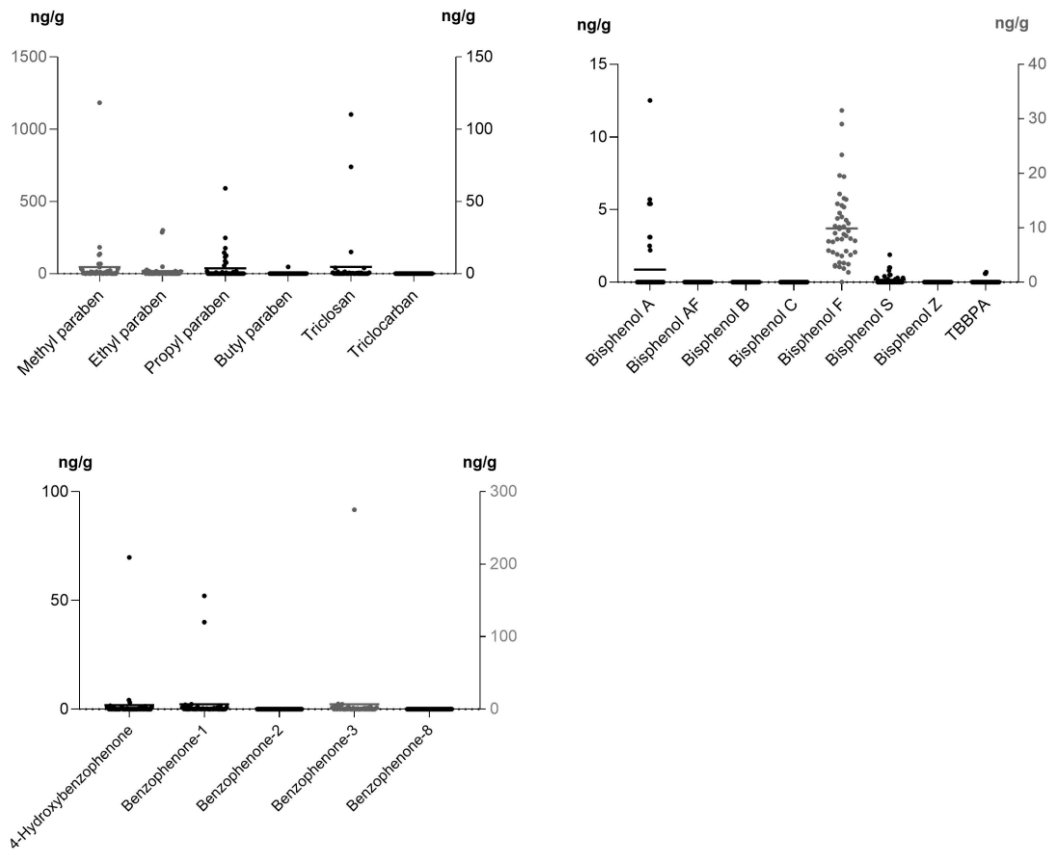 ng/g
ng/g
1500
1000
500
0
150
100
50
0
Methyl paraben
Ethyl paraben
Propyl paraben
Butyl paraben
Triclosan
Triclocarban
ng/g
ng/g
15
10
5
0
40
30
20
10
0
Bisphenol A
Bisphenol AF
Bisphenol B
Bisphenol C
Bisphenol F
Bisphenol S
Bisphenol Z
TBBPA
ng/g
ng/g
100
50
0
300
200
100
0
4-Hydroxybenzophenone
Benzophenone-1
Benzophenone-2
Benzophenone-3
Benzophenone-8